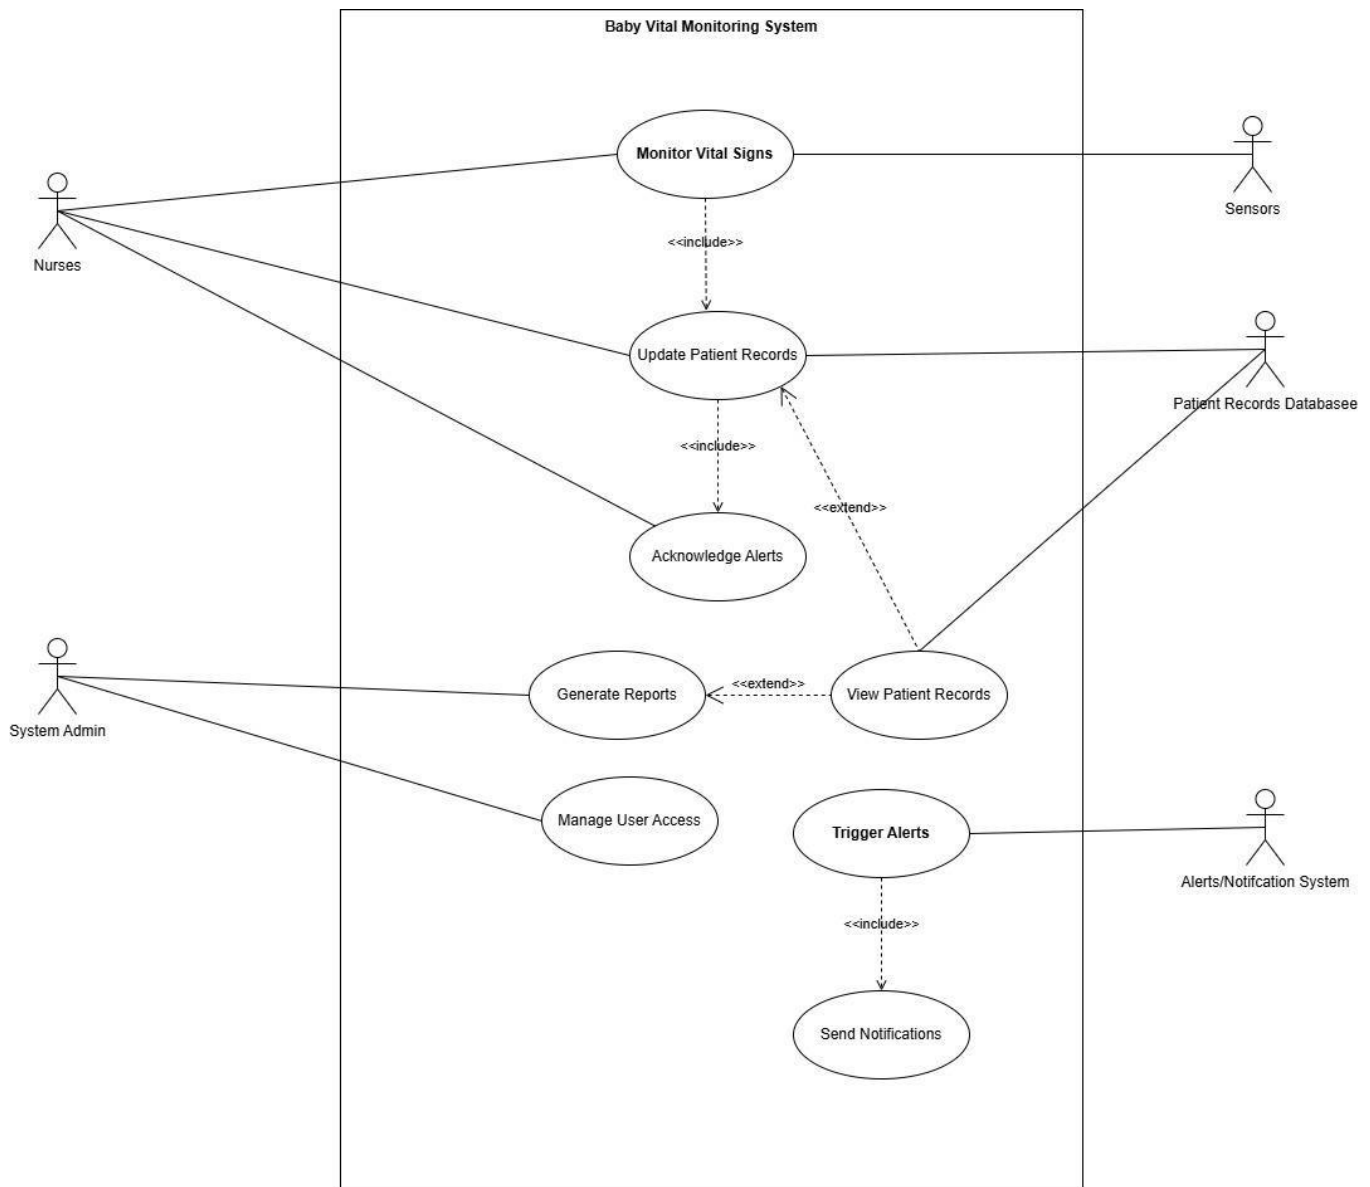 Baby Vital Monitoring System
Monitor Vital Signs
Sensors
<<include>>
Nurses
Update Patient Records
Patient Records Databasee
<<include>>
<<extend>>
Acknowledge Alerts
Generate Reports
<<extend>>
View Patient Records
System Admin
Manage User Access
Trigger Alerts
Alerts/Notifcation System
<<include>>
Send Notifications